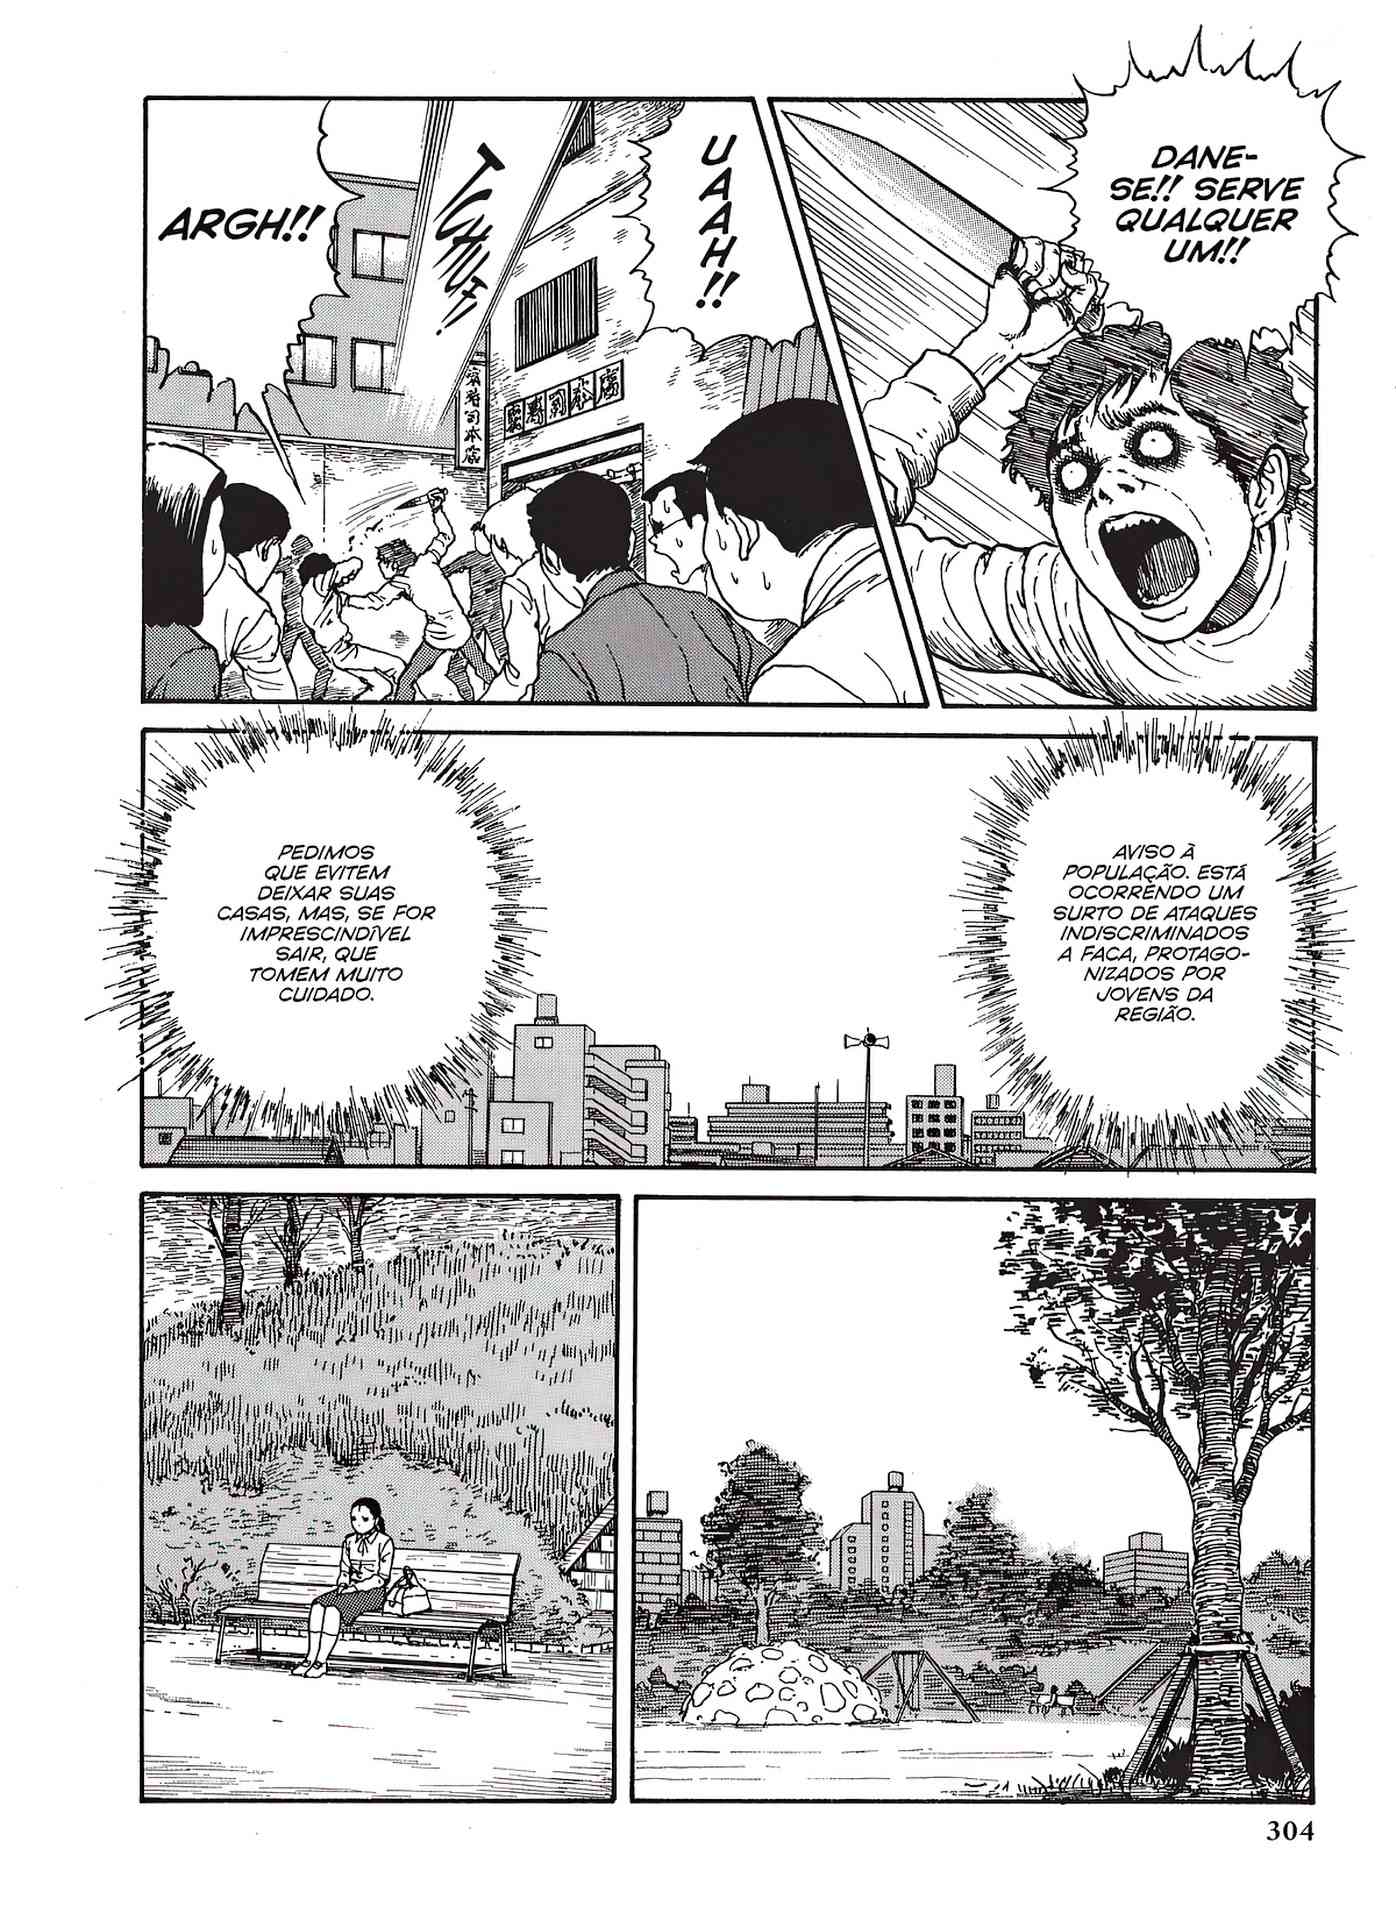 DANE-
SE!! SERVE
QUALQUER
UM!!
UAAH!!
TCHUF!
ARGH!!
AVISO À
POPULAÇÃO. ESTÁ
OCORRENDO UM
SURTO DE ATAQUES
INDISCRIMINADOS
A FACA, PROTAGO-
NIZADOS POR
JOVENS DA
REGIÃO.
PEDIMOS
QUE EVITEM
DEIXAR SUAS
CASAS, MAS, SE FOR
IMPRESCINDÍVEL
SAIR, QUE
TOMEM MUITO
CUIDADO.
304